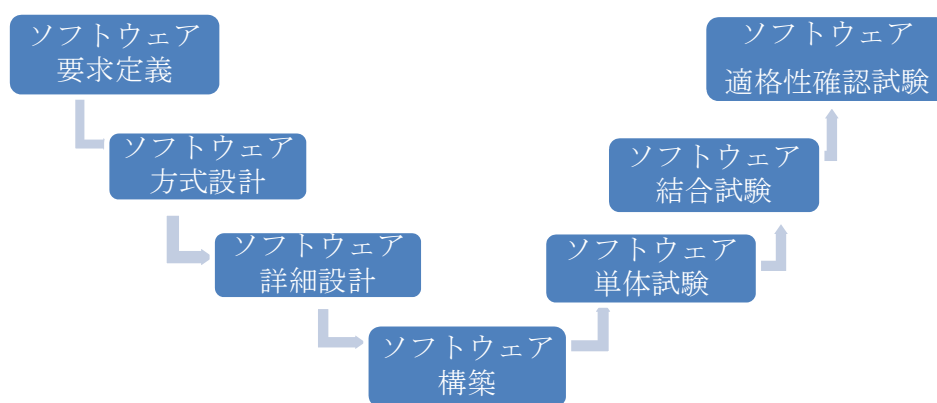 ソフトウェア
要求定義
ソフトウェア
方式設計
ソフトウェア
詳細設計
ソフトウェア
構築
ソフトウェア
単体試験
ソフトウェア
結合試験
ソフトウェア
適格性確認試験